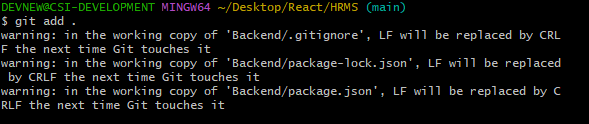 DEVNEW@CSI-DEVELOPMENT MINGW64 ~/Desktop/React/HRMS (main)
$ git add .
warning: in the working copy of 'Backend/.gitignore', LF will be replaced by CRL
F the next time Git touches it
warning: in the working copy of 'Backend/package-lock.json', LF will be replaced
 by CRLF the next time Git touches it
warning: in the working copy of 'Backend/package.json', LF will be replaced by C
RLF the next time Git touches it